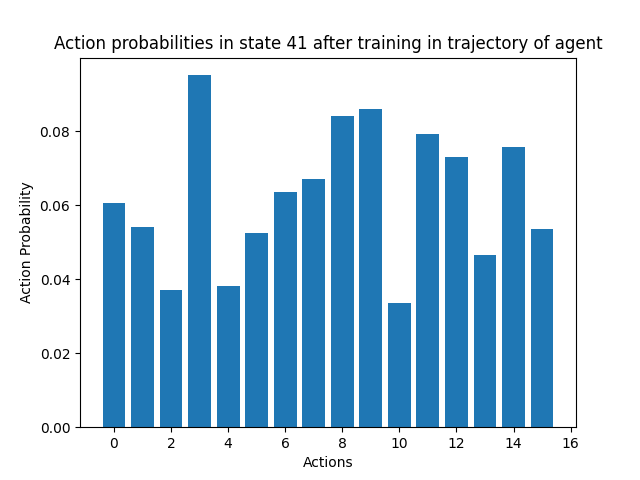 Action probabilities in state 41 after training in trajectory of agent
0.08
0.06
0.04
0.02
0.00
Action Probability
0 2 4 6 8 10 12 14 16
Actions